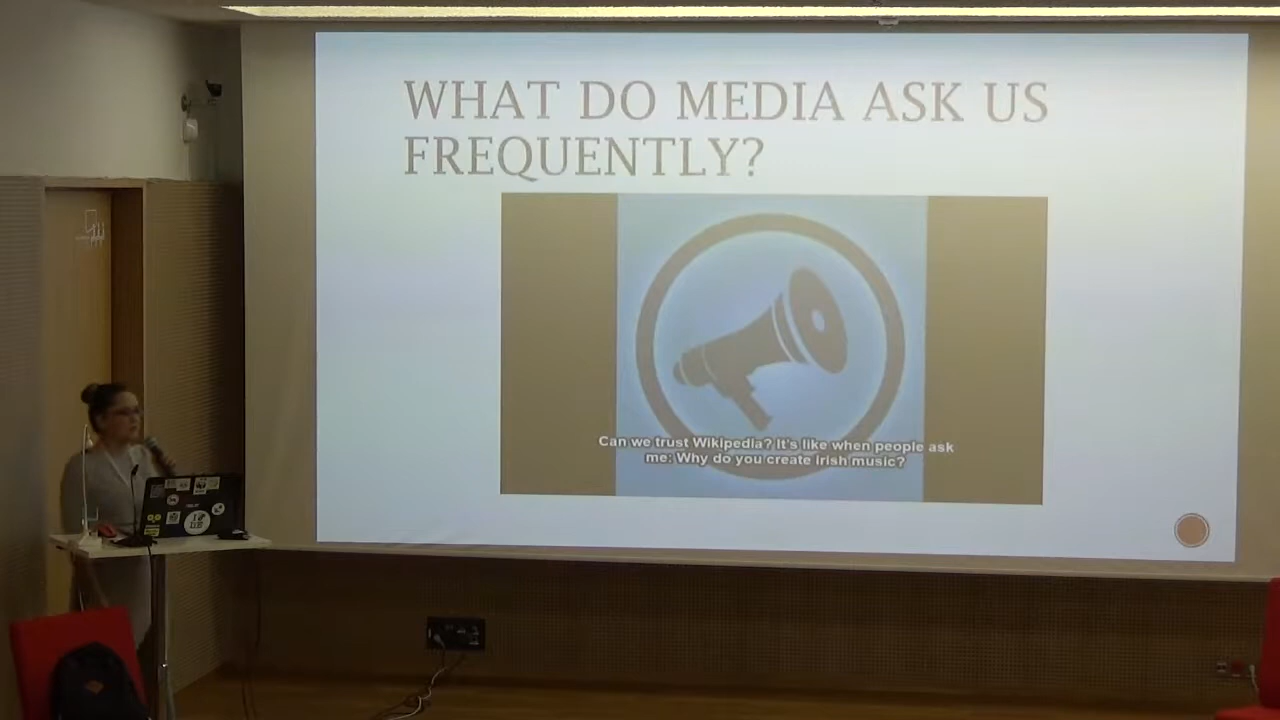 WHAT DO MEDIA ASK US
FREQUENTLY?
Can we trust Wikipedia? It's like when people ask
me: Why do you create Irish music?